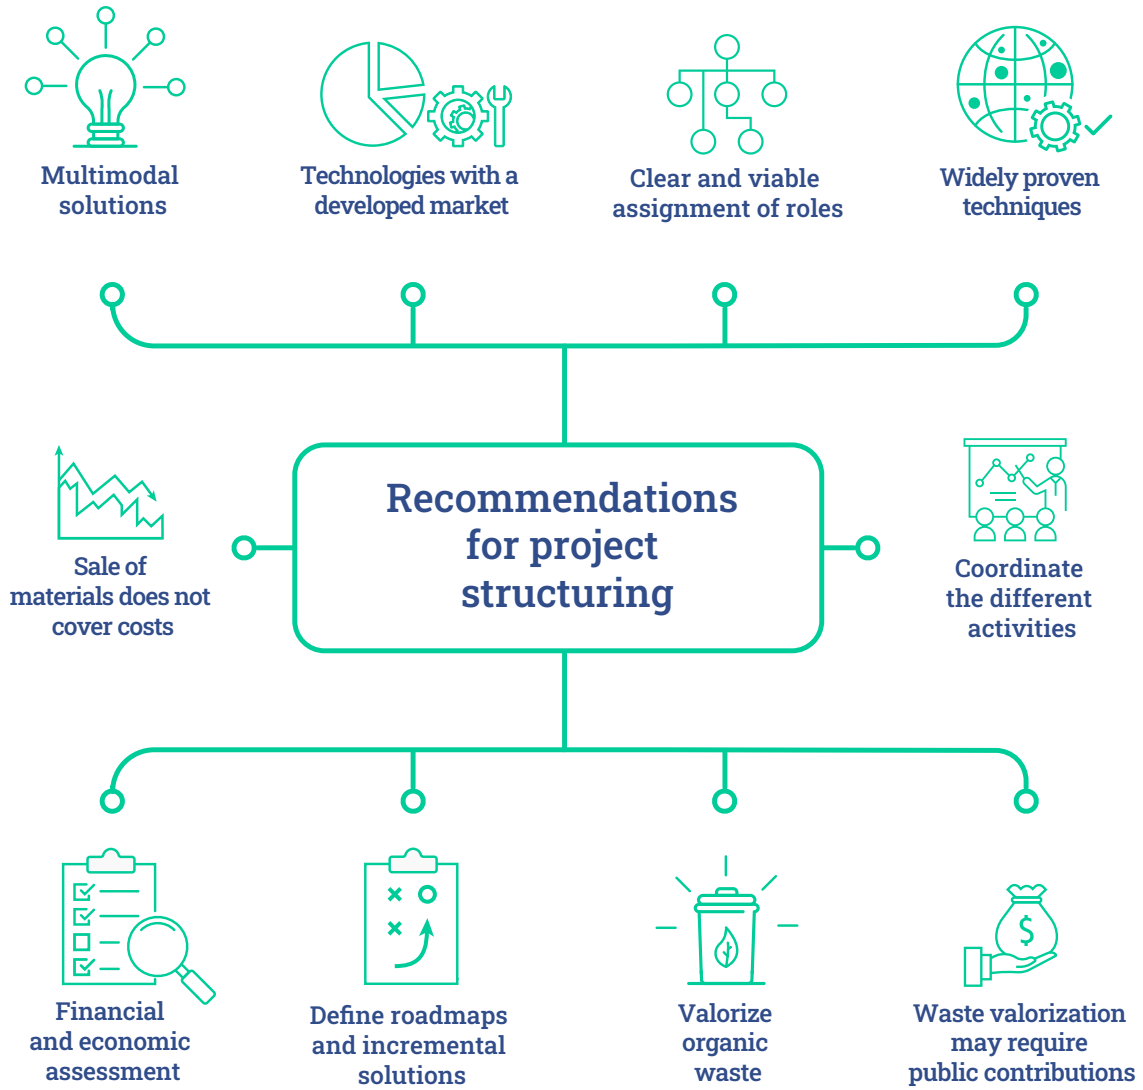 Multimodal
solutions
Technologies with a
developed market
Clear and viable
assignment of roles
Widely proven
techniques
Sale of
materials does not
cover costs
Recommendations
for project
structuring
Coordinate
the different
activities
Financial
and economic
assessment
Define roadmaps
and incremental
solutions
Valorize
organic
waste
$
Waste valorization
may require
public contributions